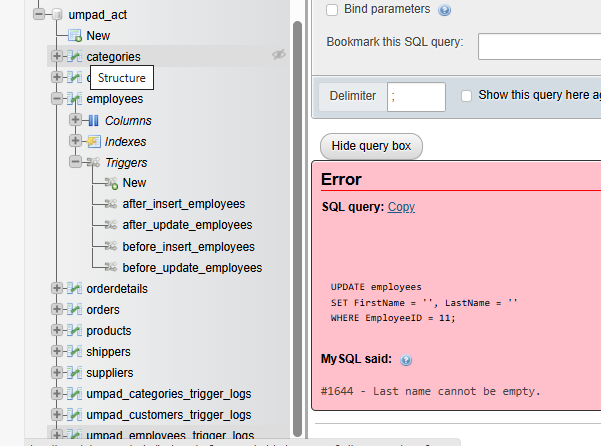 umpad_act
New
categories
Structure
employees
Columns
Indexes
Triggers
New
after_insert_employees
after_update_employees
before_insert_employees
before_update_employees
orderdetails
orders
products
shippers
suppliers
umpad_categories_trigger_logs
umpad_customers_trigger_logs
umpad_employees_trigger_logs
Bind parameters
Bookmark this SQL query:
Delimiter ;
Show this query here
Hide query box
Error
SQL query: Copy
UPDATE employees
SET FirstName = '', LastName = ''
WHERE EmployeeID = 11;
MySQL said:
#1644 - Last name cannot be empty.